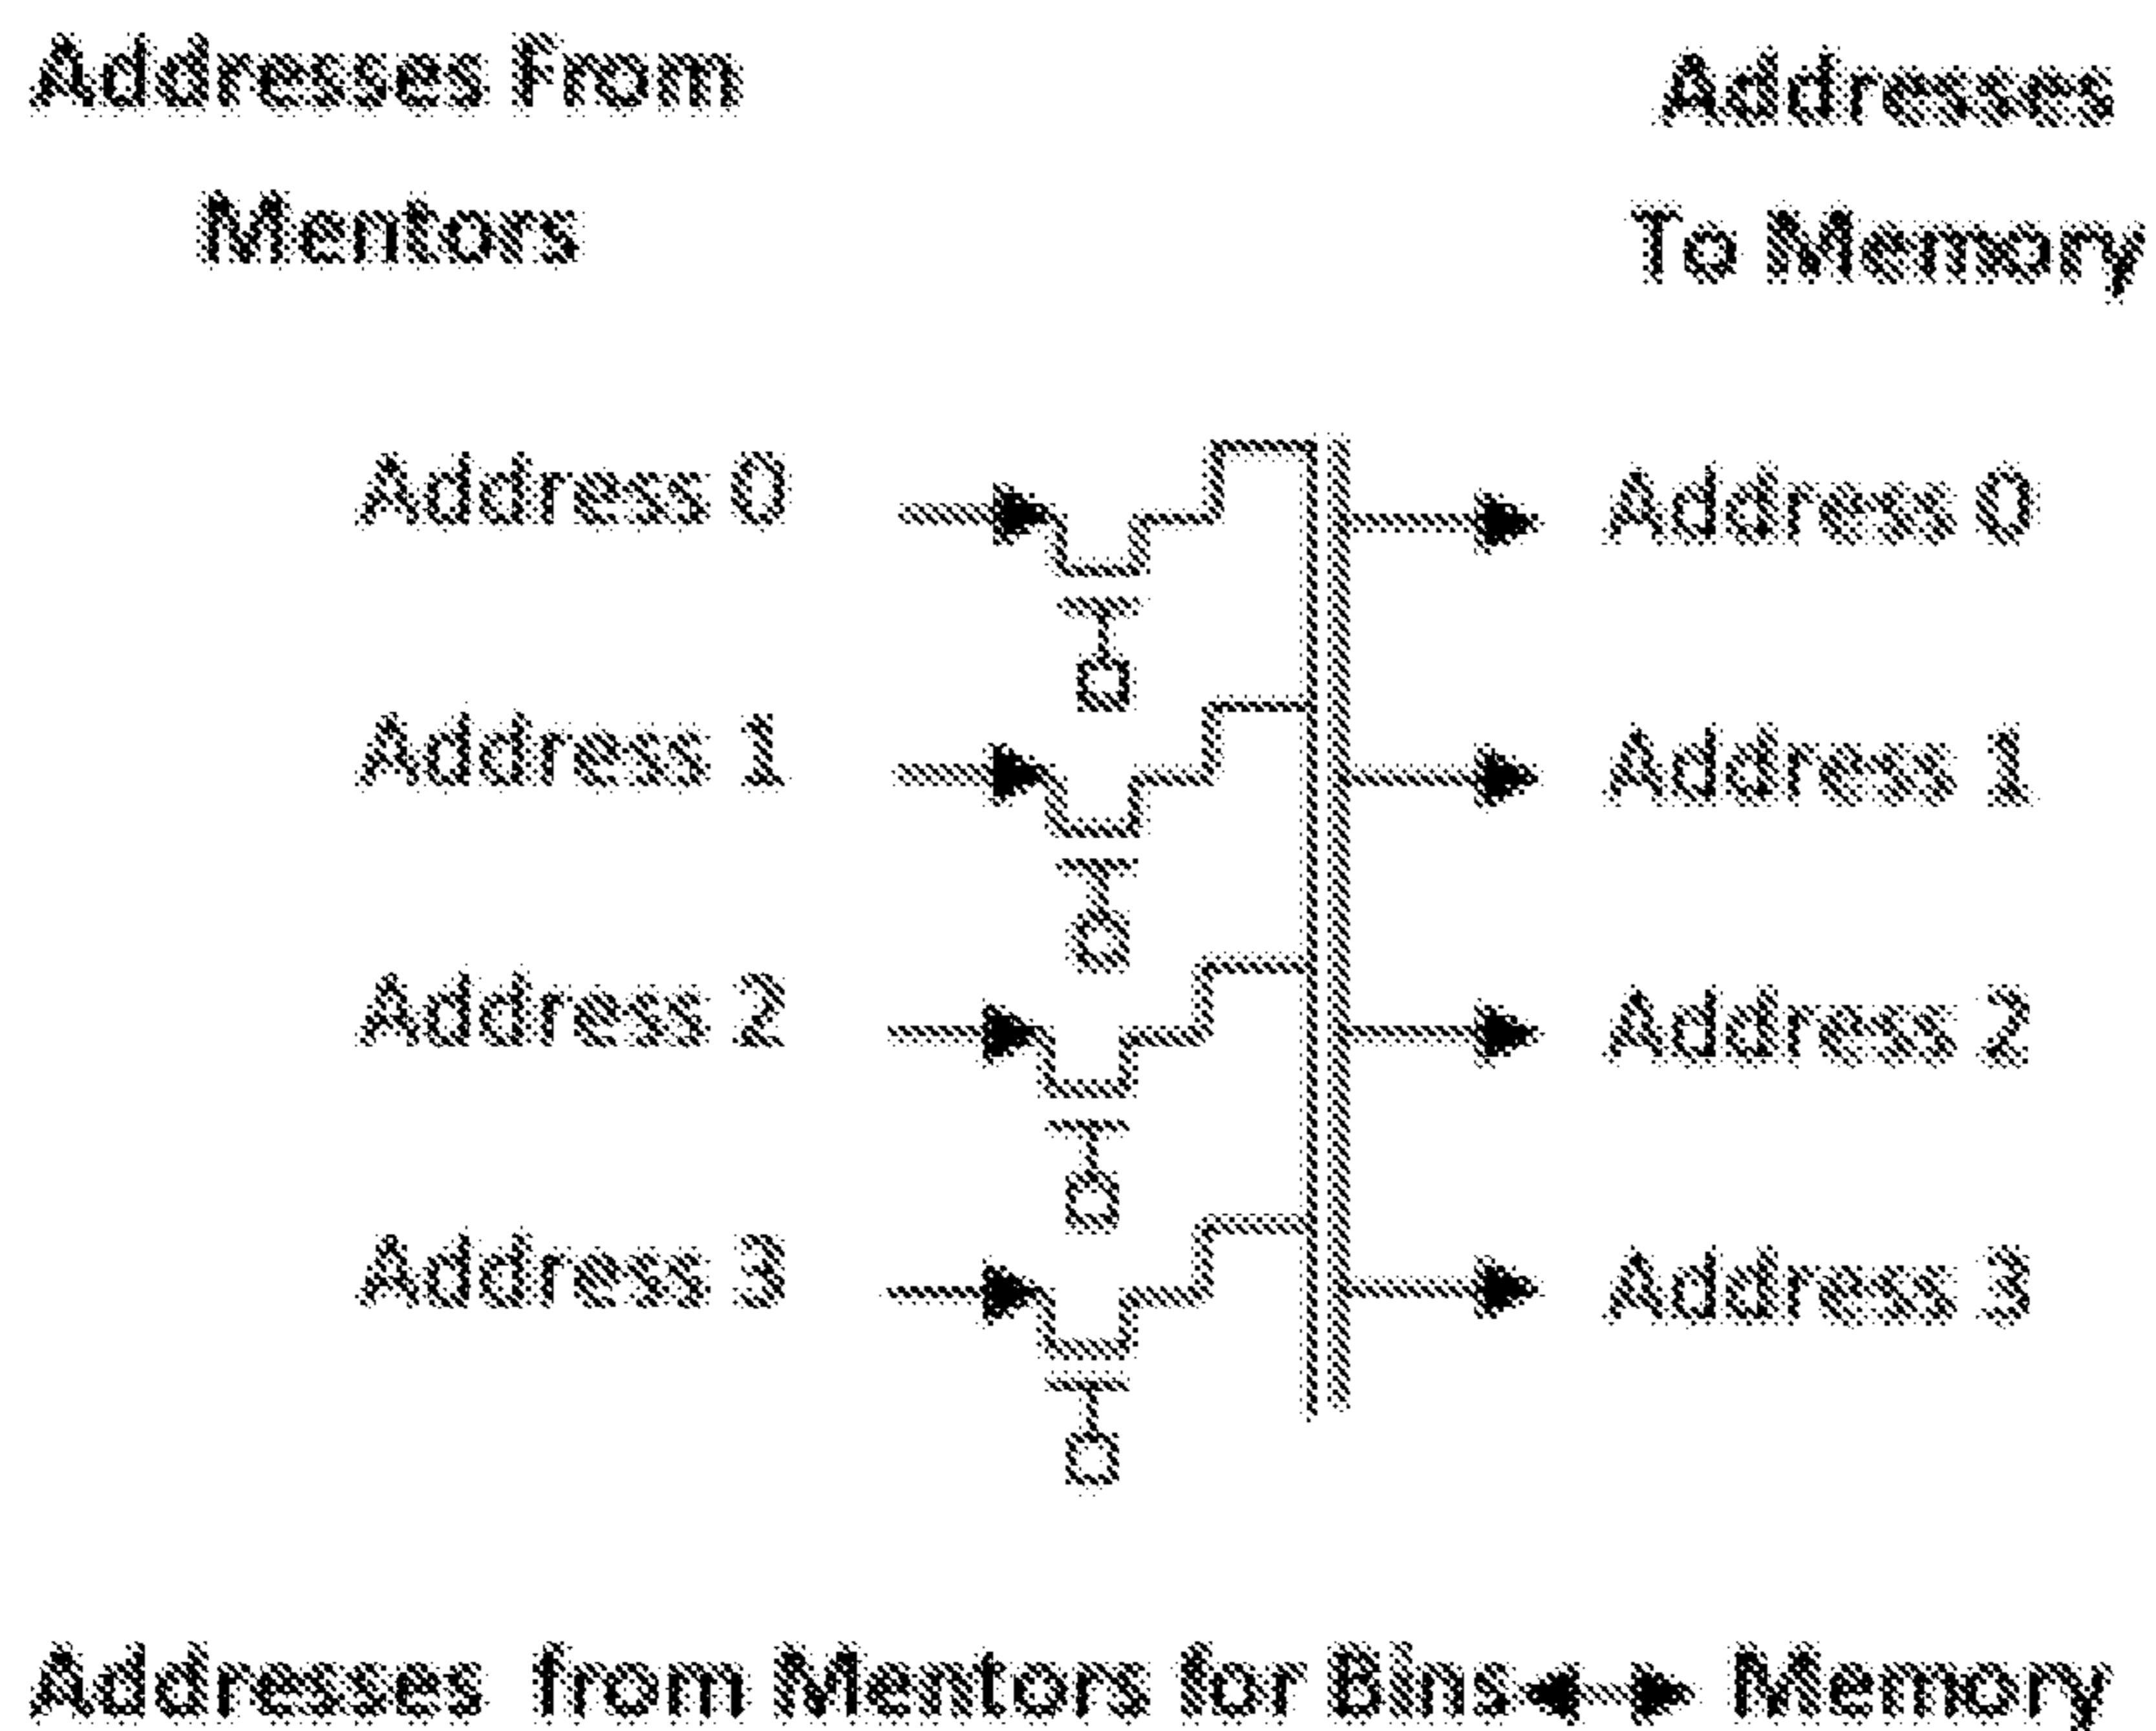 Addresses From
Mentors
Addresses
To Memory
Address 0
Address 0
Address 1
Address 1
Address 2
Address 2
Address 3
Address 3
Addresses from Mentors for Bins Memory